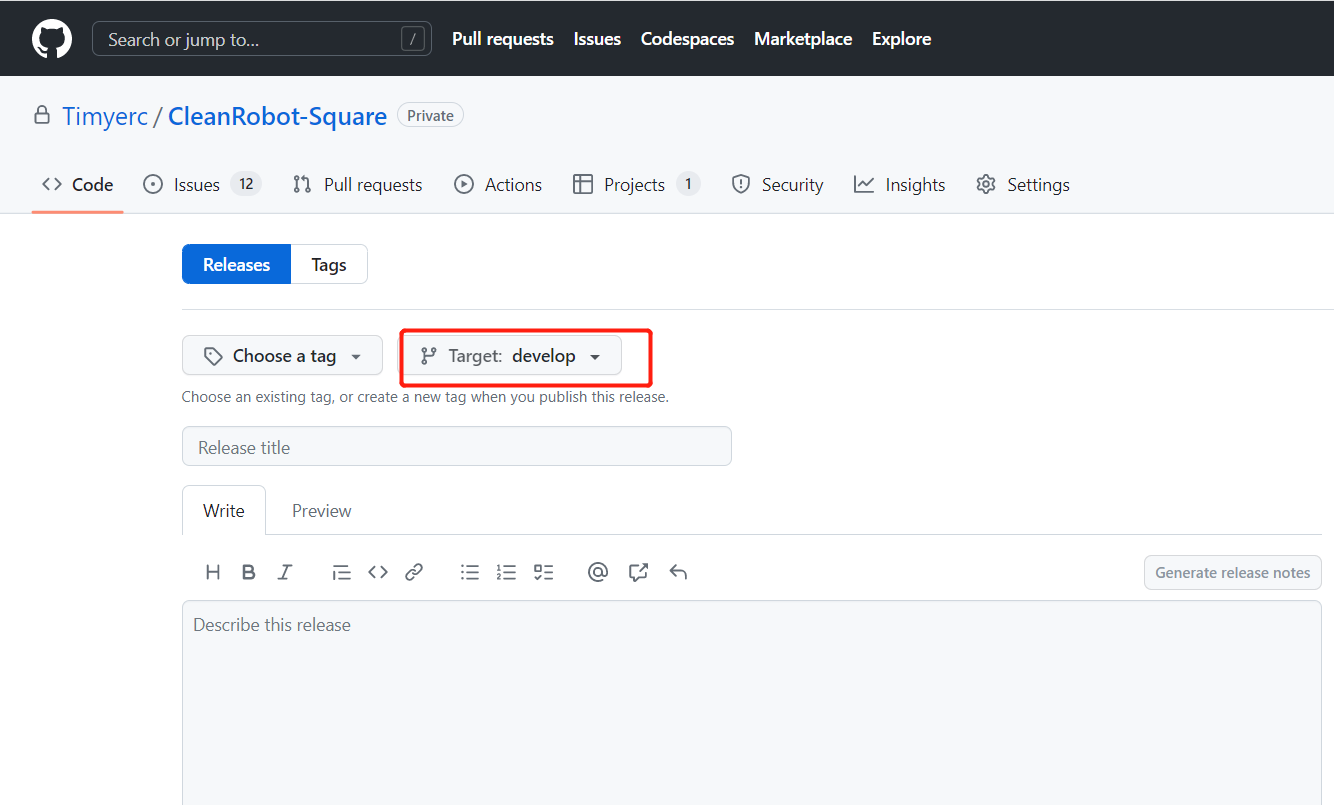 Search or jump to... / Pull requests Issues Codespaces Marketplace Explore
Timyerc / CleanRobot-Square Private
Code Issues 12 Pull requests Actions Projects 1 Security Insights Settings
Releases Tags
Choose a tag Target: develop
Choose an existing tag, or create a new tag when you publish this release.
Release title
Write Preview
Generate release notes
Describe this release